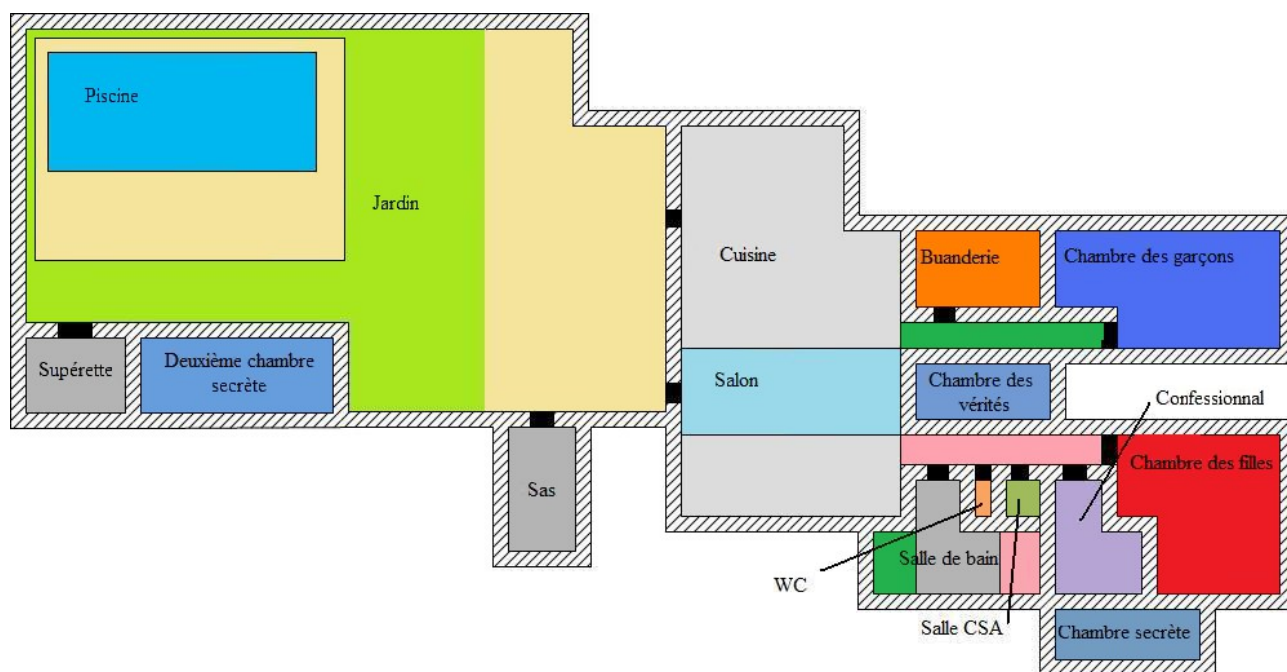 Piscine
Jardin
Cuisine
Buanderie
Chambre des garçons
Supérette
Deuxième chambre
secrète
Salon
Chambre des
vérités
Confessionnal
Chambre des filles
Sas
Salle de bain
WC
Salle CSA
Chambre secrète